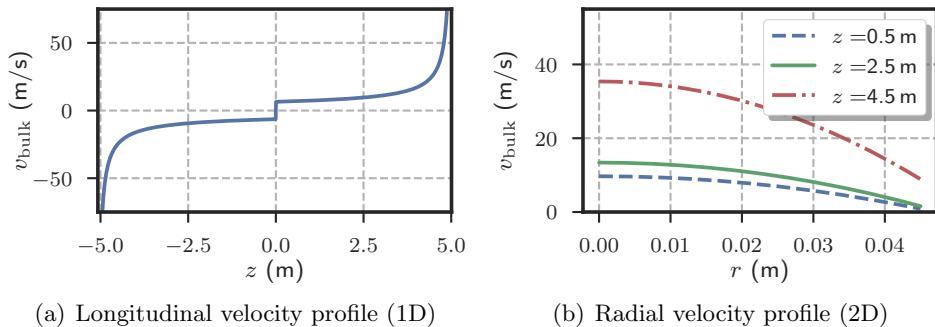 v_bulk (m/s)
50
0
−50
−5.0
−2.5
0.0
2.5
5.0
z (m)
(a) Longitudinal velocity profile (1D)
v_bulk (m/s)
40
20
0
0.00
0.01
0.02
0.03
0.04
r (m)
z =0.5 m
z =2.5 m
z =4.5 m
(b) Radial velocity profile (2D)